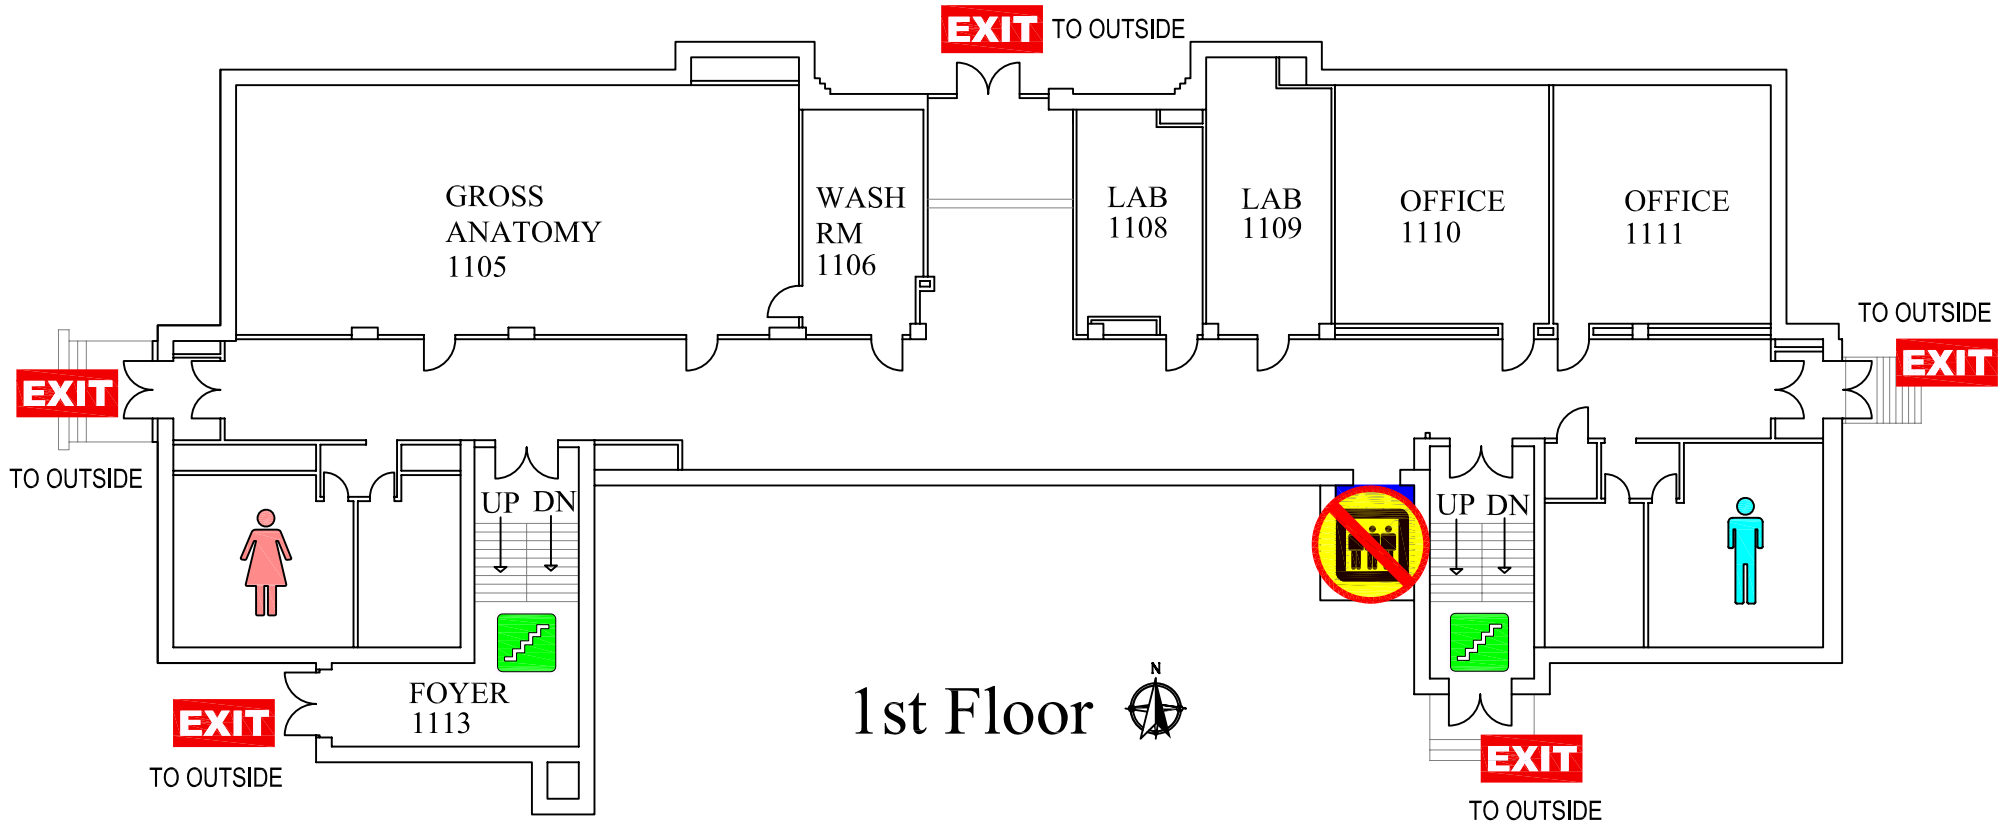 EXIT TO OUTSIDE
GROSS
ANATOMY
1105
WASH
RM
1106
LAB
1108
LAB
1109
OFFICE
1110
OFFICE
1111
TO OUTSIDE
EXIT
EXIT
TO OUTSIDE
UP DN
UP DN
FOYER
1113
EXIT
TO OUTSIDE
1st Floor
N
EXIT
TO OUTSIDE